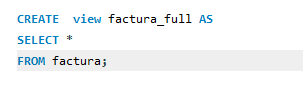 CREATE  view factura_full AS
SELECT *
FROM factura;